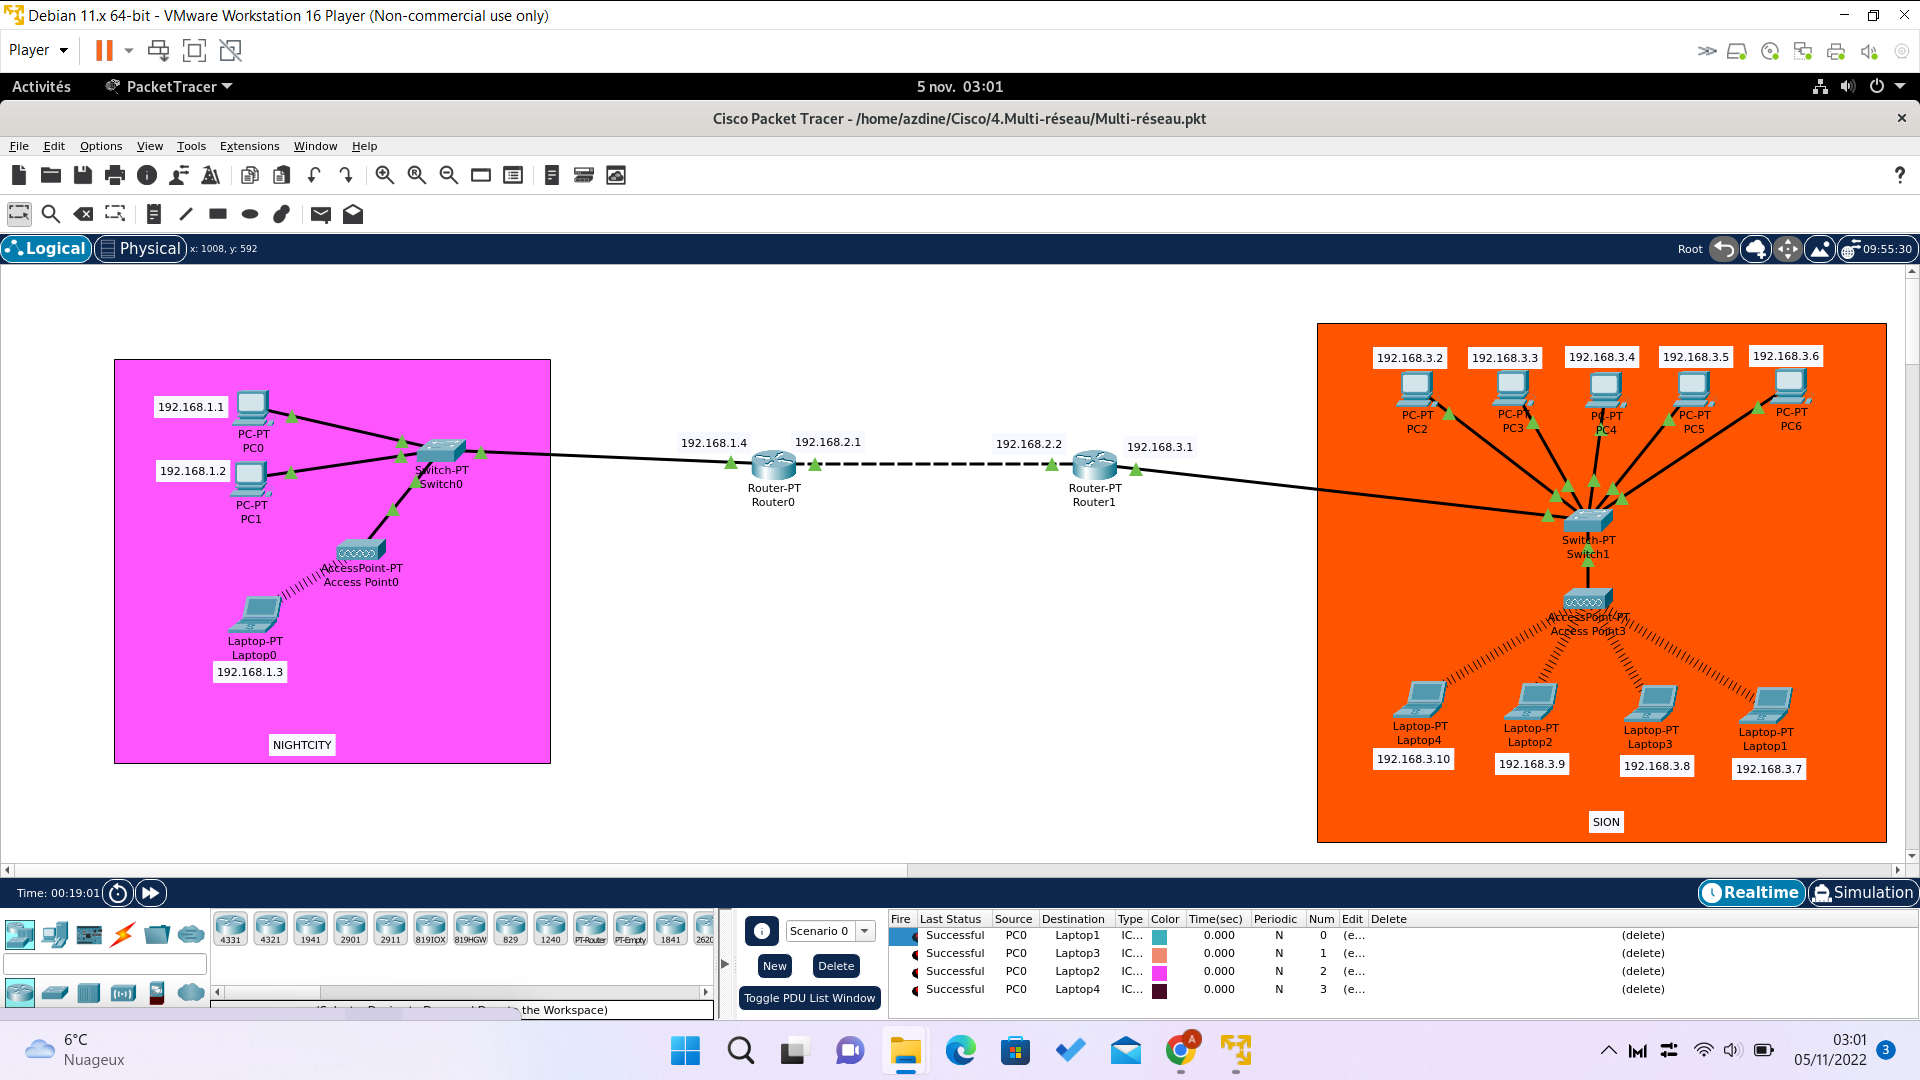 Debian 11.x 64-bit - VMware Workstation 16 Player (Non-commercial use only)
Player
Activités PacketTracer 5 nov. 03:01
Cisco Packet Tracer - /home/azdine/Cisco/4.Multi-réseau/Multi-réseau.pkt
File Edit Options View Tools Extensions Window Help
Logical Physical x: 1008, y: 592 Root 09:55:30
192.168.3.2 192.168.3.3 192.168.3.4 192.168.3.5 192.168.3.6
PC-PT PC2
PC-PT PC3
PC-PT PC4
PC-PT PC5
PC-PT PC6
192.168.1.1
PC-PT
PC0
192.168.1.2
PC-PT
PC1
Switch-PT
Switch0
AccessPoint-PT
Access Point0
Laptop-PT
Laptop0
192.168.1.3
NIGHTCITY
192.168.1.4 192.168.2.1
Router-PT
Router0
192.168.2.2 192.168.3.1
Router-PT
Router1
Switch-PT
Switch1
AccessPoint-PT
Access Point3
Laptop-PT
Laptop4
192.168.3.10
Laptop-PT
Laptop2
192.168.3.9
Laptop-PT
Laptop3
192.168.3.8
Laptop-PT
Laptop1
192.168.3.7
SION
Time: 00:19:01 Realtime Simulation
4331 4321 1941 2901 2911 819IOX 819HGW 829 1240 PT-Router PT-Empty 1841 2620
the Workspace)
Scenario 0
New Delete
Toggle PDU List Window
Fire Last Status Source Destination Type Color Time(sec) Periodic Num Edit Delete
Successful PC0 Laptop1 IC... 0.000 N 0 (e... (delete)
Successful PC0 Laptop3 IC... 0.000 N 1 (e... (delete)
Successful PC0 Laptop2 IC... 0.000 N 2 (e... (delete)
Successful PC0 Laptop4 IC... 0.000 N 3 (e... (delete)
6°C
Nuageux
A
03:01
05/11/2022
3